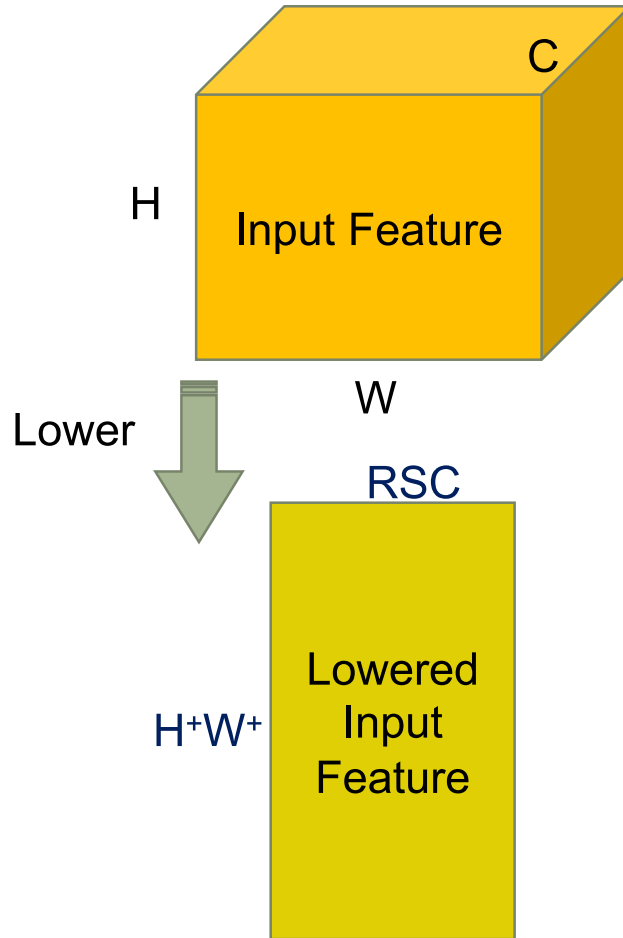 C
H
Input Feature
W
Lower
RSC
Lowered
Input
Feature
H⁺W⁺